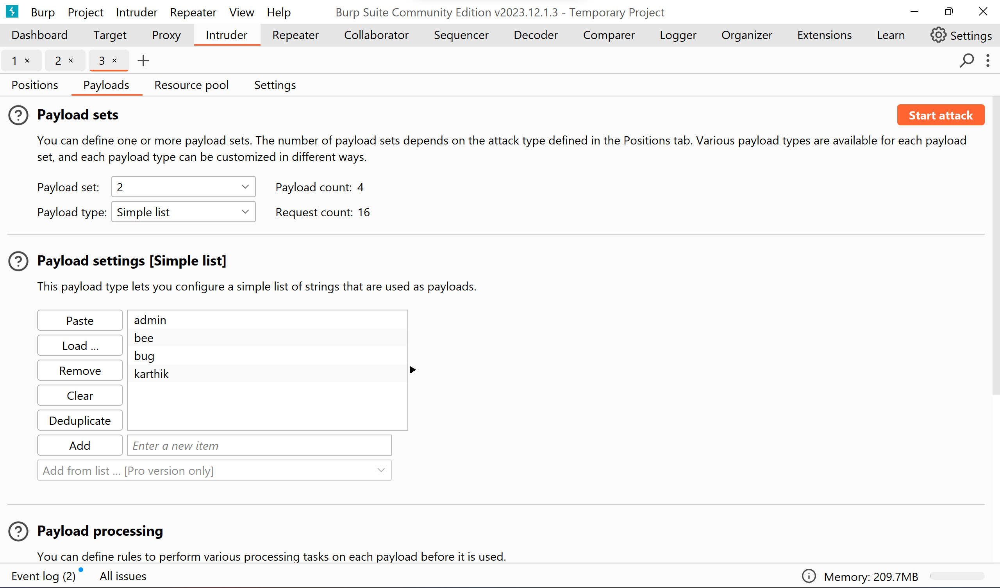 Burp Project Intruder Repeater View Help Burp Suite Community Edition v2023.12.1.3 - Temporary Project
Dashboard Target Proxy Intruder Repeater Collaborator Sequencer Decoder Comparer Logger Organizer Extensions Learn Settings
1 × 2 × 3 × +
Positions Payloads Resource pool Settings
? Payload sets Start attack
You can define one or more payload sets. The number of payload sets depends on the attack type defined in the Positions tab. Various payload types are available for each payload
set, and each payload type can be customized in different ways.
Payload set: 2 Payload count: 4
Payload type: Simple list Request count: 16
? Payload settings [Simple list]
This payload type lets you configure a simple list of strings that are used as payloads.
Paste admin
Load ... bee
Remove bug
Clear karthik
Deduplicate
Add Enter a new item
Add from list ... [Pro version only]
? Payload processing
You can define rules to perform various processing tasks on each payload before it is used.
Event log (2) All issues Memory: 209.7MB